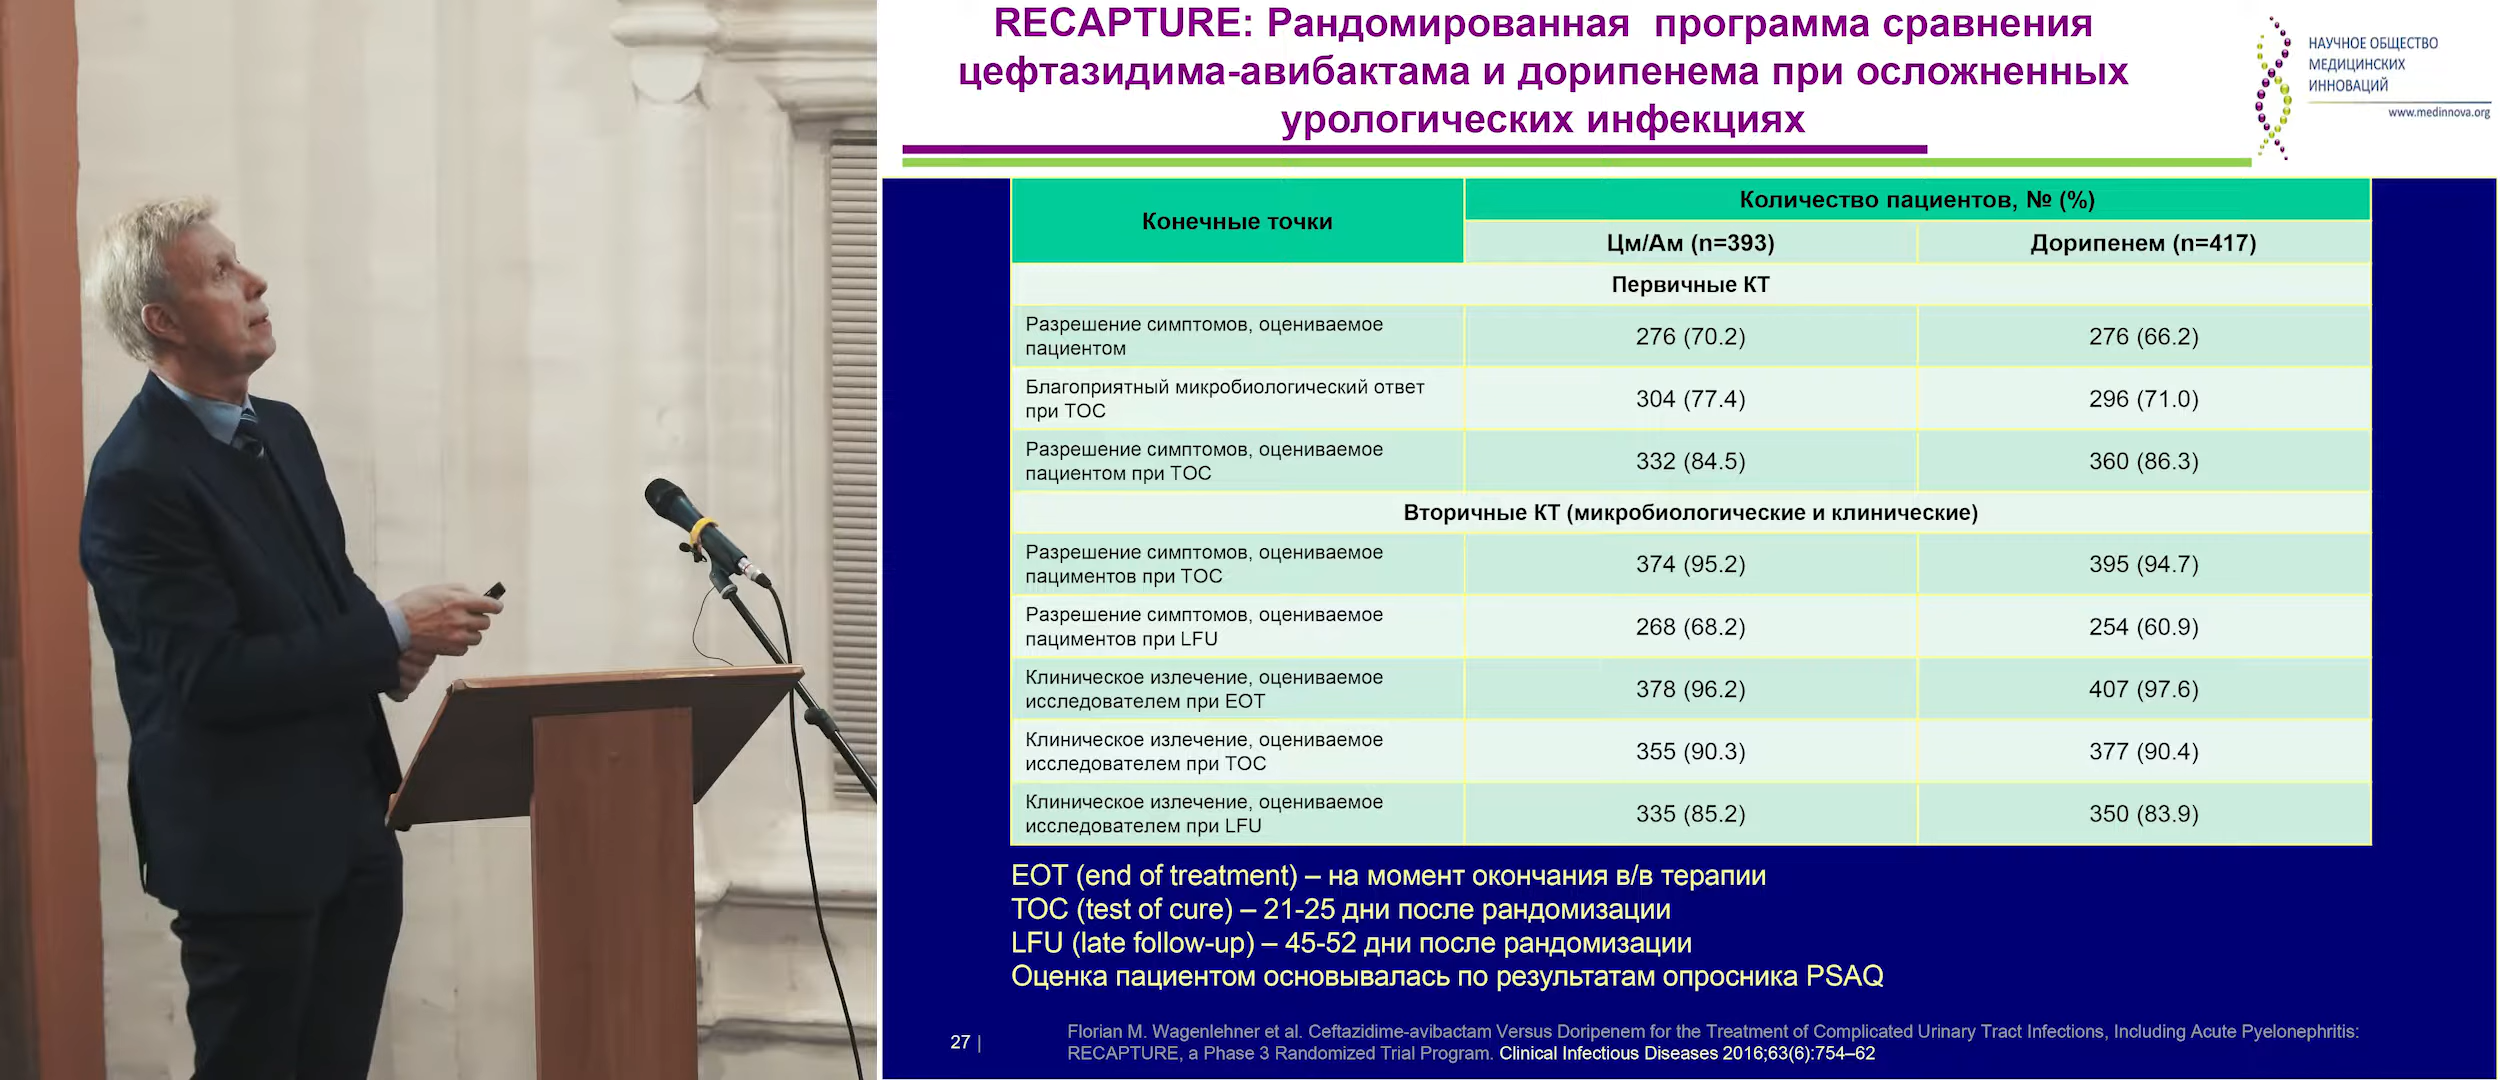 RECAPTURE: Рандомированная программа сравнения
цефтазидима-авибактама и дорипенема при осложненных
урологических инфекциях
НАУЧНОЕ ОБЩЕСТВО
МЕДИЦИНСКИХ
ИННОВАЦИЙ
www.medinnova.org
Конечные точки
Количество пациентов, № (%)
Цм/Ам (n=393)
Дорипенем (n=417)
Первичные КТ
Разрешение симптомов, оцениваемое
пациентом
276 (70.2)
276 (66.2)
Благоприятный микробиологический ответ
при TOC
304 (77.4)
296 (71.0)
Разрешение симптомов, оцениваемое
пациентом при TOC
332 (84.5)
360 (86.3)
Вторичные КТ (микробиологические и клинические)
Разрешение симптомов, оцениваемое
пациментов при TOC
374 (95.2)
395 (94.7)
Разрешение симптомов, оцениваемое
пациментов при LFU
268 (68.2)
254 (60.9)
Клиническое излечение, оцениваемое
исследователем при EOT
378 (96.2)
407 (97.6)
Клиническое излечение, оцениваемое
исследователем при TOC
355 (90.3)
377 (90.4)
Клиническое излечение, оцениваемое
исследователем при LFU
335 (85.2)
350 (83.9)
EOT (end of treatment) – на момент окончания в/в терапии
TOC (test of cure) – 21-25 дни после рандомизации
LFU (late follow-up) – 45-52 дни после рандомизации
Оценка пациентом основывалась по результатам опросника PSAQ
27 |
Florian M. Wagenlehner et al. Ceftazidime-avibactam Versus Doripenem for the Treatment of Complicated Urinary Tract Infections, Including Acute Pyelonephritis:
RECAPTURE, a Phase 3 Randomized Trial Program. Clinical Infectious Diseases 2016;63(6):754–62